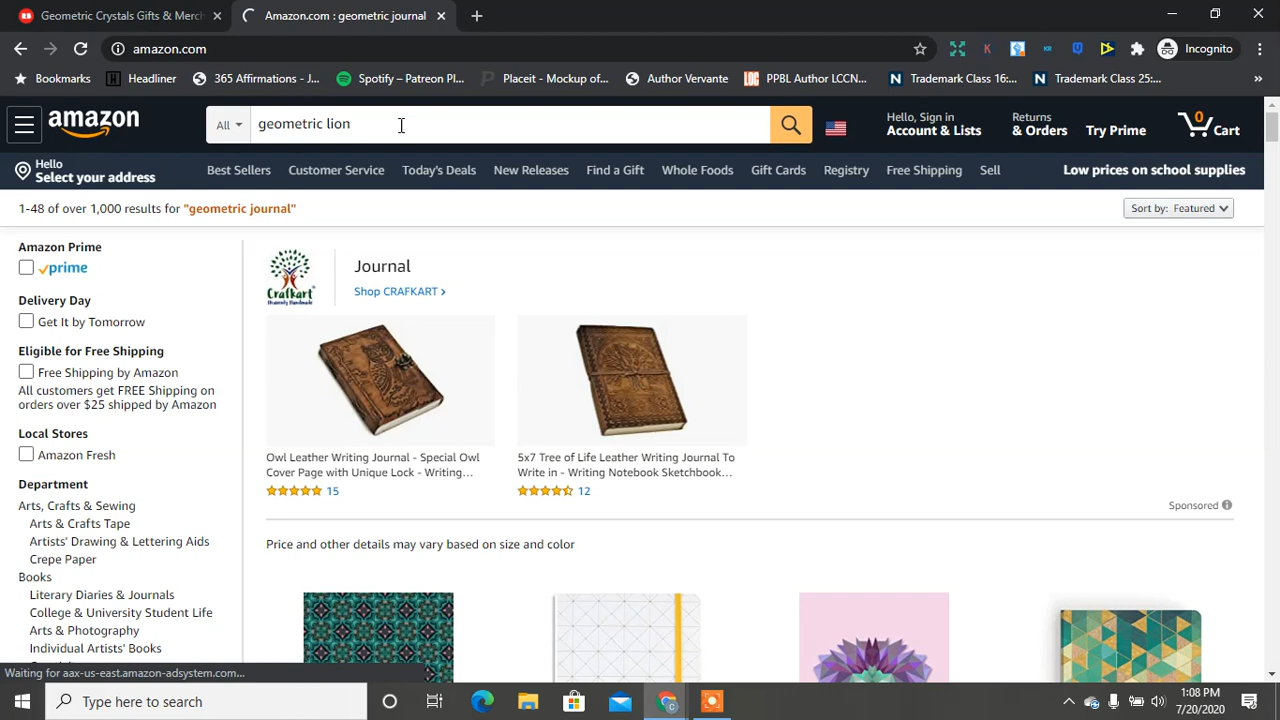 Geometric Crystals Gifts & Merch
Amazon.com : geometric journal
amazon.com
Incognito
Bookmarks
Headliner
365 Affirmations - J...
Spotify – Patreon Pl...
Placeit - Mockup of...
Author Vervante
LOG PPBL Author LCCN...
Trademark Class 16:...
Trademark Class 25:...
»
amazon
All
geometric lion
Hello, Sign in
Account & Lists
Returns
& Orders
Try Prime
0
Cart
Hello
Select your address
Best Sellers
Customer Service
Today's Deals
New Releases
Find a Gift
Whole Foods
Gift Cards
Registry
Free Shipping
Sell
Low prices on school supplies
1-48 of over 1,000 results for "geometric journal"
Sort by: Featured
Amazon Prime
prime
Delivery Day
Get It by Tomorrow
Eligible for Free Shipping
Free Shipping by Amazon
All customers get FREE Shipping on
orders over $25 shipped by Amazon
Local Stores
Amazon Fresh
Department
Arts, Crafts & Sewing
Arts & Crafts Tape
Artists' Drawing & Lettering Aids
Crepe Paper
Books
Literary Diaries & Journals
College & University Student Life
Arts & Photography
Individual Artists' Books
Crafkart
Heavenly Handmade
Journal
Shop CRAFKART ›
Owl Leather Writing Journal - Special Owl
Cover Page with Unique Lock - Writing...
15
5x7 Tree of Life Leather Writing Journal To
Write in - Writing Notebook Sketchbook...
12
Sponsored
Price and other details may vary based on size and color
Waiting for aax-us-east.amazon-adsystem.com...
Type here to search
1:08 PM
7/20/2020